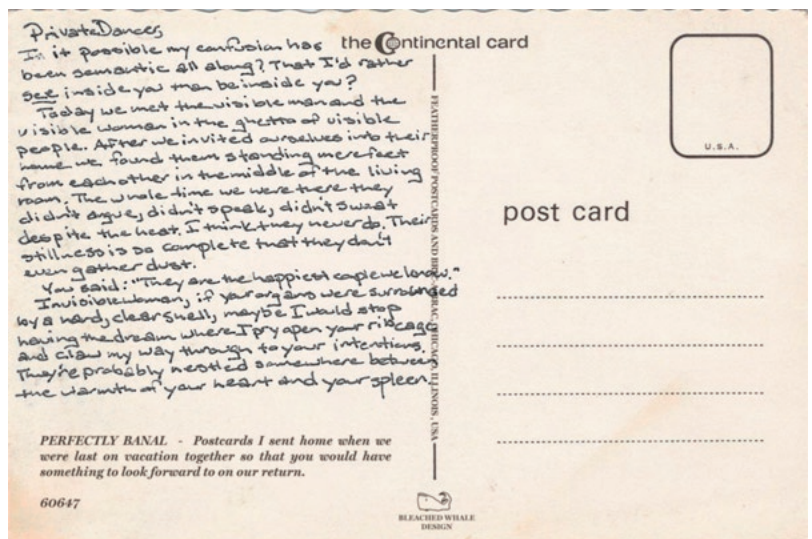 Private Dances
Is it possible my confusion has
been semantic all along? That I'd rather
see inside you than be inside you?
Today we met the visible man and the
visible woman in the ghetto of visible
people. After we invited ourselves into their
home we found them standing mere feet
from each other in the middle of the living
room. The whole time we were there they
didn't argue, didn't speak, didn't sweat
despite the heat. I think they never do. Their
stillness is so complete that they don't
even gather dust.
You said: "They are the happiest couple we know."
Invisible woman, if your organs were surrounded
by a hard, clear shell, maybe I would stop
having the dream where I pry open your rib cage
and claw my way through to your intentions.
They're probably nestled somewhere between
the warmth of your heart and your spleen.
PERFECTLY BANAL - Postcards I sent home when we
were last on vacation together so that you would have
something to look forward to on our return.
60647
the Continental card
FEATHERPROOF POSTCARDS AND CHICAGO, ILLINOIS, USA
BLEACHED WHALE
DESIGN
U.S.A.
post card